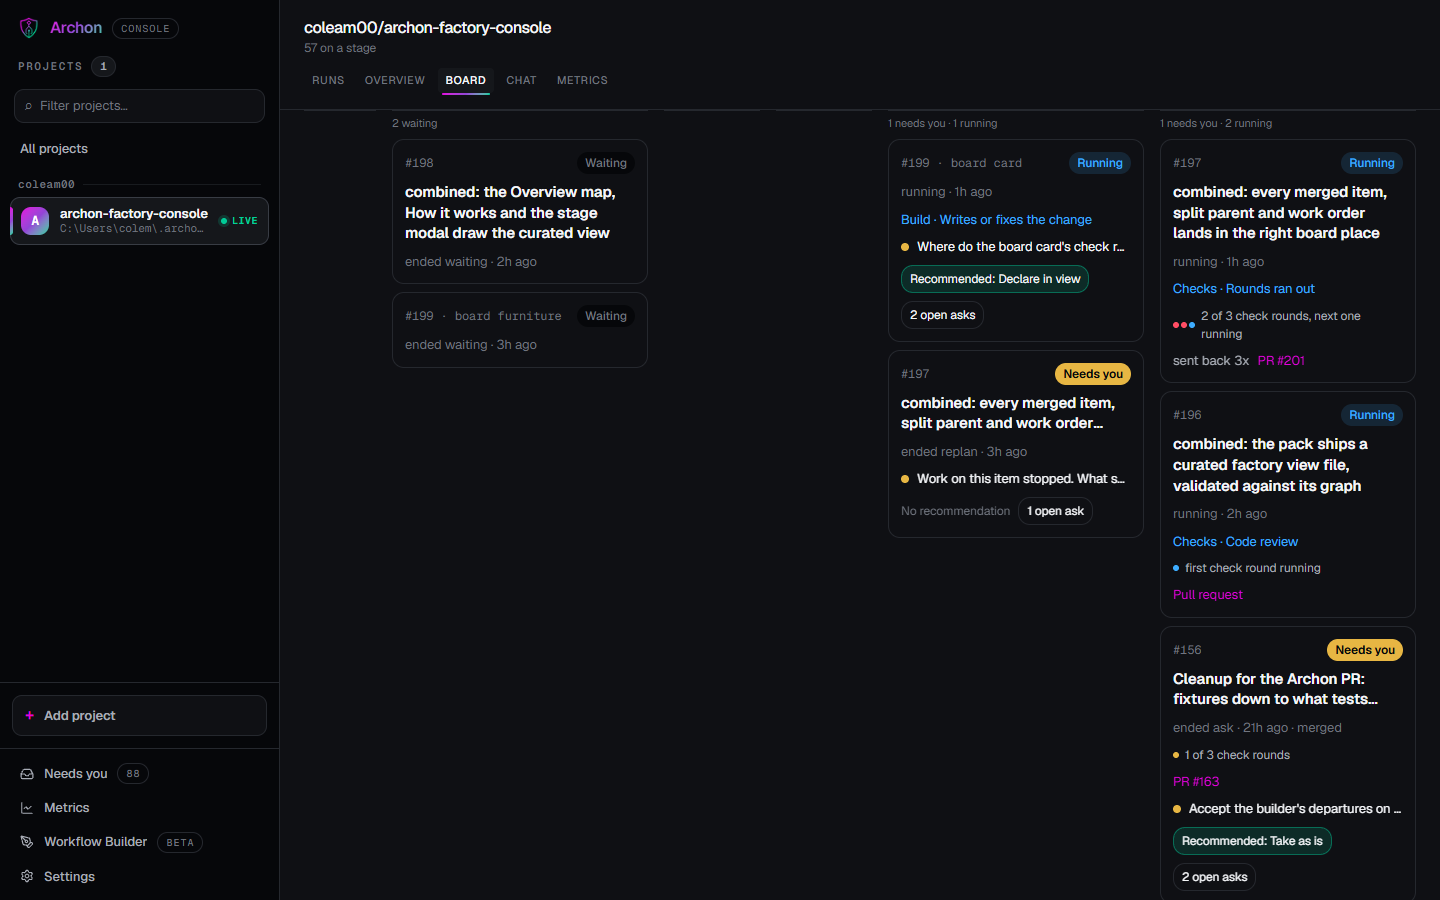 Archon
CONSOLE
PROJECTS 1
Filter projects...
All projects
coleam00
A
archon-factory-console
C:\Users\colem\.archo…
LIVE
+ Add project
Needs you 88
Metrics
Workflow Builder BETA
Settings
coleam00/archon-factory-console
57 on a stage
RUNS OVERVIEW BOARD CHAT METRICS
2 waiting
#198 Waiting
combined: the Overview map,
How it works and the stage
modal draw the curated view
ended waiting · 2h ago
#199 · board furniture Waiting
ended waiting · 3h ago
1 needs you · 1 running
#199 · board card Running
running · 1h ago
Build · Writes or fixes the change
Where do the board card's check r…
Recommended: Declare in view
2 open asks
#197 Needs you
combined: every merged item,
split parent and work order…
ended replan · 3h ago
Work on this item stopped. What s…
No recommendation 1 open ask
1 needs you · 2 running
#197 Running
combined: every merged item,
split parent and work order
lands in the right board place
running · 1h ago
Checks · Rounds ran out
2 of 3 check rounds, next one
running
sent back 3x PR #201
#196 Running
combined: the pack ships a
curated factory view file,
validated against its graph
running · 2h ago
Checks · Code review
first check round running
Pull request
#156 Needs you
Cleanup for the Archon PR:
fixtures down to what tests…
ended ask · 21h ago · merged
1 of 3 check rounds
PR #163
Accept the builder's departures on …
Recommended: Take as is
2 open asks